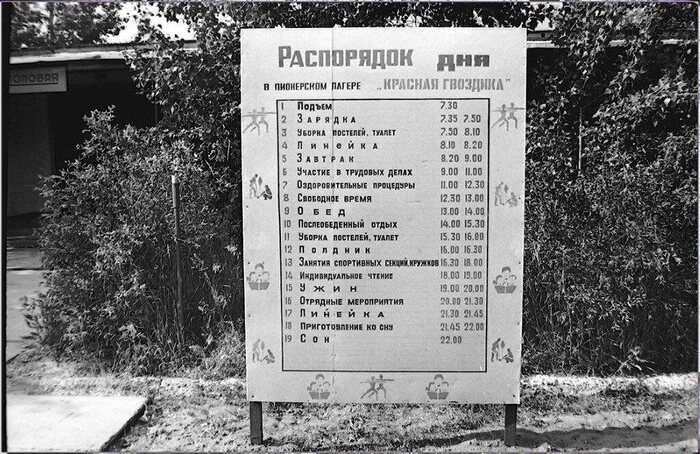 ОЛОВАЯ
Распорядок дня
в пионерском лагере „Красная гвоздика"
1 Подъем 7.30
2 Зарядка 7.35 7.50
3 Уборка постелей, туалет 7.50 8.10
4 Линейка 8.10 8.20
5 Завтрак 8.20 9.00
6 Участие в трудовых делах 9.00 11.00
7 Оздоровительные процедуры 11.00 12.30
8 Свободное время 12.30 13.00
9 Обед 13.00 14.00
10 Послеобеденный отдых 14.00 15.30
11 Уборка постелей, туалет 15.30 16.00
12 Полдник 16.00 16.30
13 Занятия спортивных секций, кружков 16.30 18.00
14 Индивидуальное чтение 18.00 19.00
15 Ужин 19.00 20.00
16 Отрядные мероприятия 20.00 21.30
17 Линейка 21.30 21.45
18 Приготовление ко сну 21.45 22.00
19 Сон 22.00